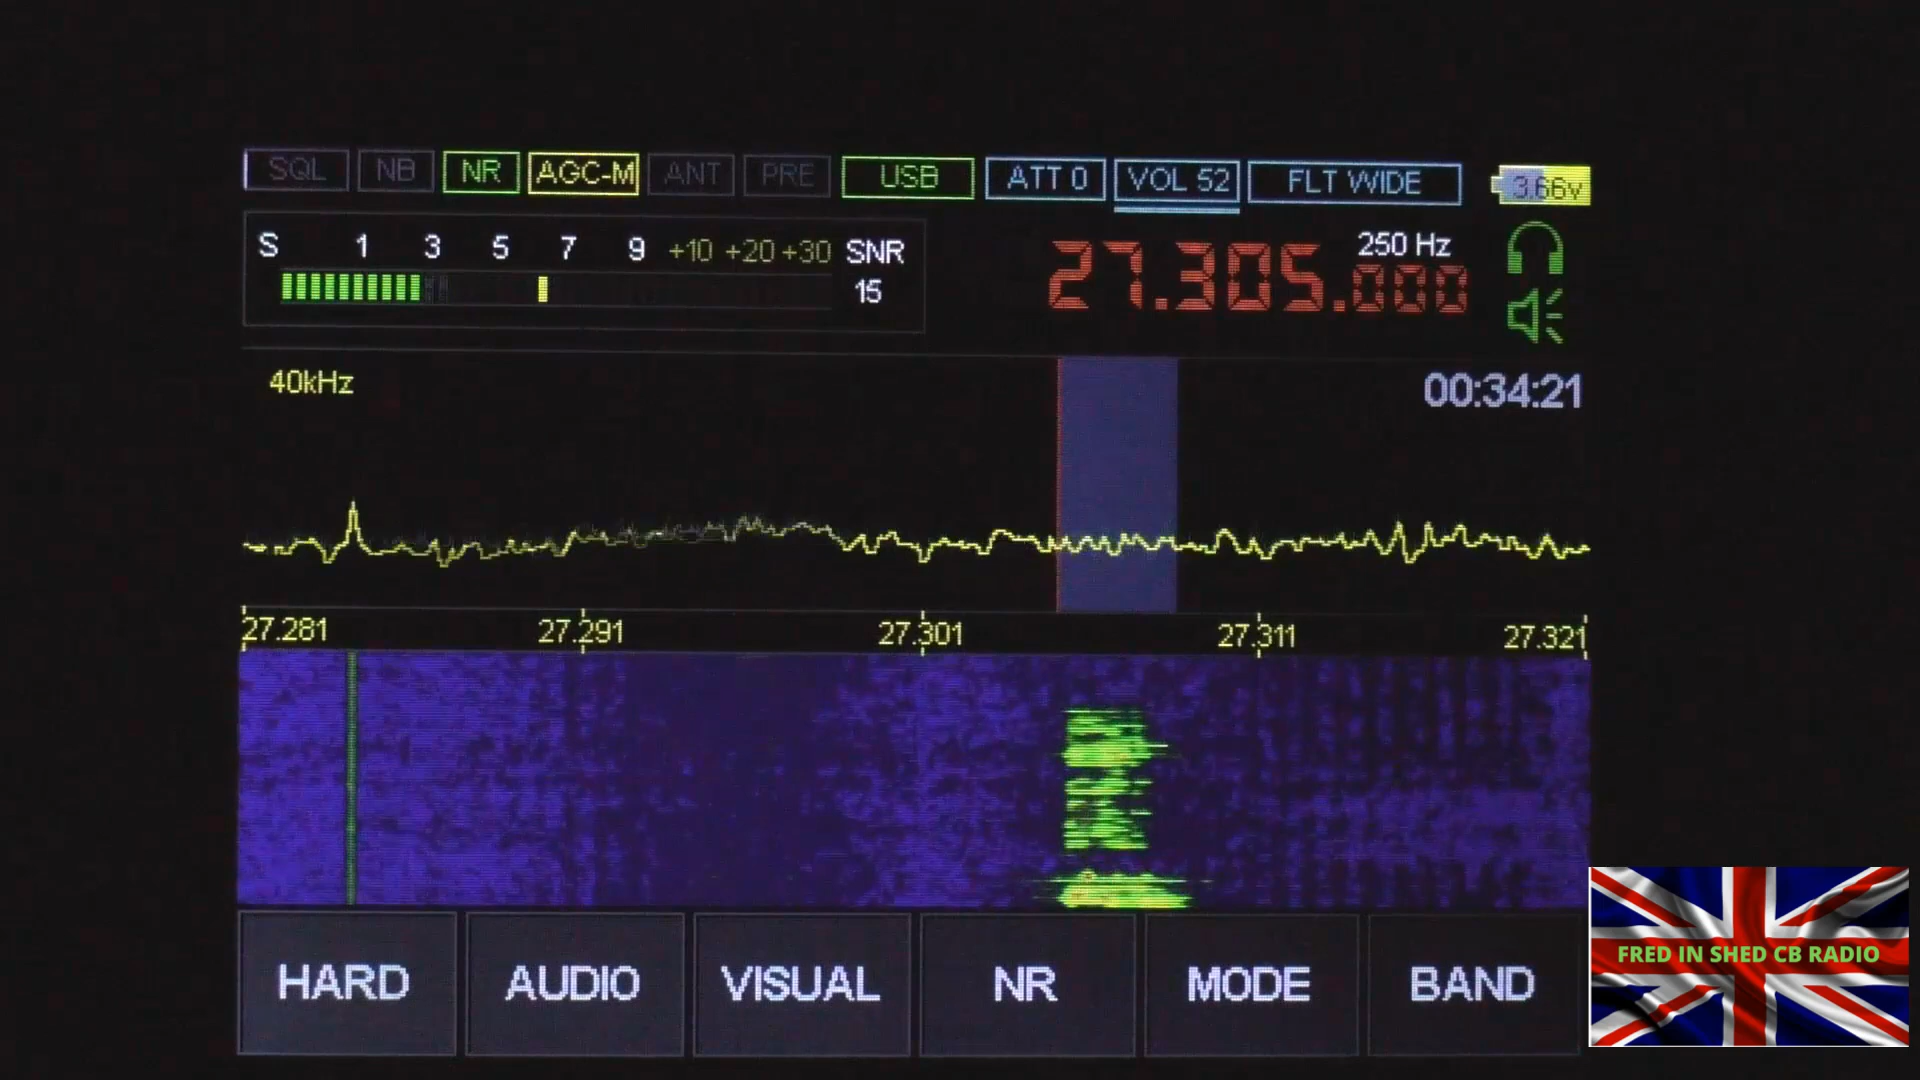 SQL NB NR AGC-M ANT PRE USB ATT 0 VOL 52 FLT WIDE 3.66v
S 1 3 5 7 9 +10 +20 +30 SNR
15
250 Hz
27.305.000
40kHz
00:34:21
27.281 27.291 27.301 27.311 27.321
HARD AUDIO VISUAL NR MODE BAND
FRED IN SHED CB RADIO